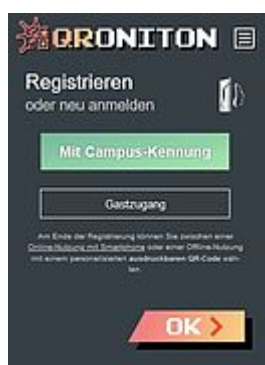 QRONITON
Registrieren
oder neu anmelden
Mit Campus-Kennung
Gastzugang
Am Ende der Registrierung können Sie zwischen einer
Online-Nutzung mit Smartphone oder einer Offline-Nutzung
mit einem personalisierten ausdruckbaren QR-Code wäh-
len.
OK >